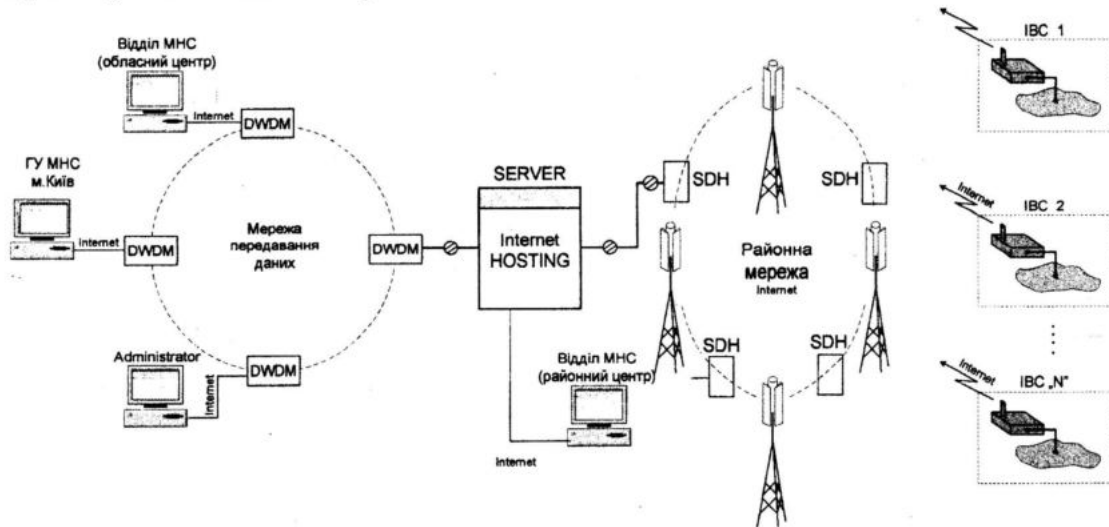 Відділ МНС
(обласний центр)
Internet
DWDM
ГУ МНС
м.Київ
Internet
DWDM
Мережа
передавання
даних
DWDM
Administrator
Internet
DWDM
SERVER
Internet
HOSTING
Відділ МНС
(районний центр)
Internet
SDH
SDH
Районна
мережа
Internet
SDH
SDH
ІВС 1
Internet
ІВС 2
Internet
ІВС „N"